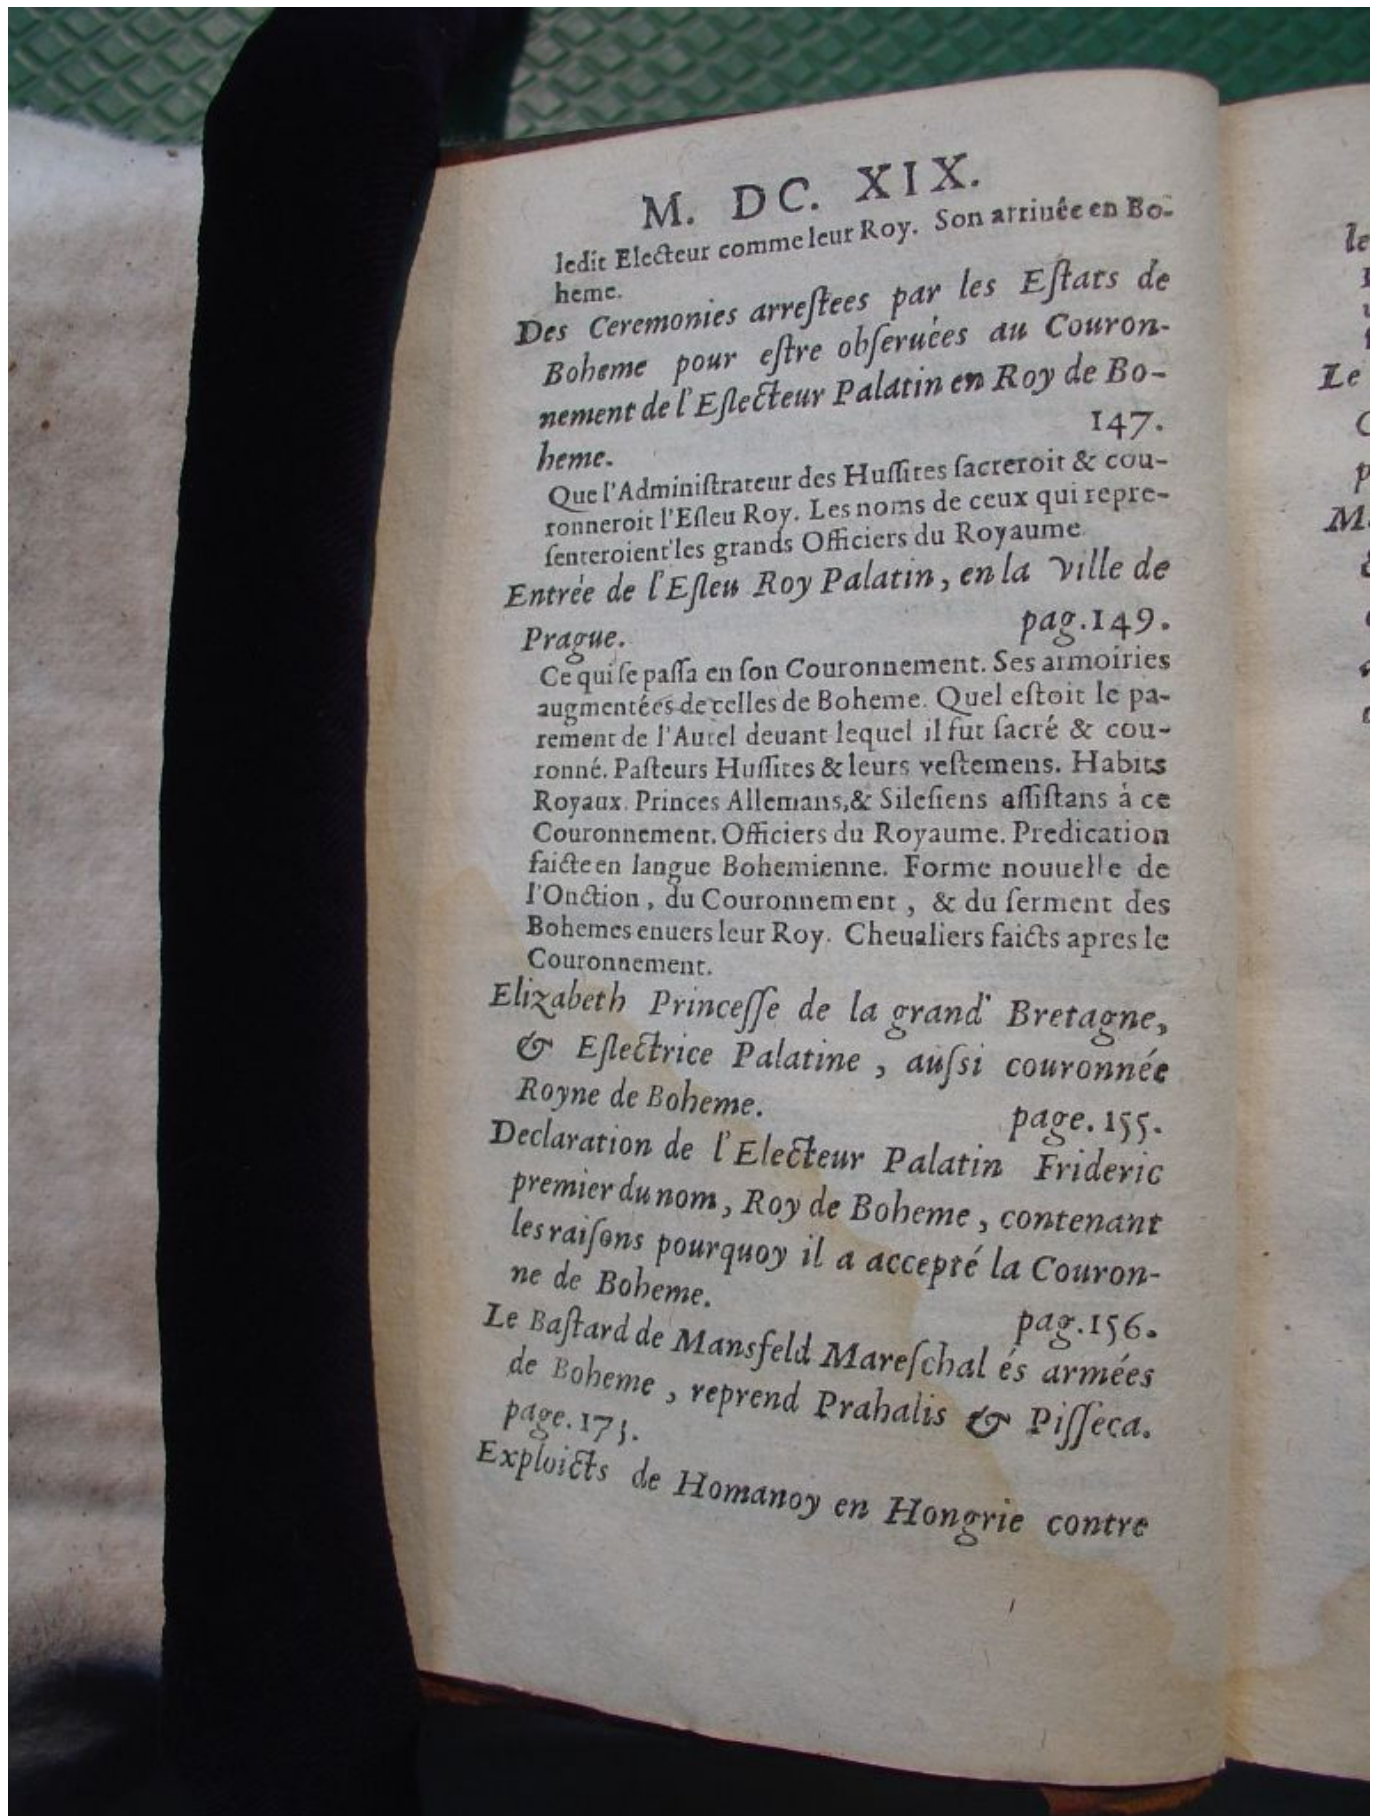 M. DC. XIX.
ledit Electeur comme leur Roy. Son arriuée en Bo-
heme.
Des Ceremonies arreſtees par les Eſtats de
Boheme pour eſtre obſeruées au Couron-
nement de l'Eſlecteur Palatin en Roy de Bo-
heme. 147.
Que l'Adminiſtrateur des Huſſites ſacreroit & cou-
ronneroit l'Eſleu Roy. Les noms de ceux qui repre-
ſenteroient les grands Officiers du Royaume
Entrée de l'Eſleu Roy Palatin, en la Ville de
Prague. pag.149.
Ce qui ſe paſſa en ſon Couronnement. Ses armoiries
augmentées de celles de Boheme. Quel eſtoit le pa-
rement de l'Autel deuant lequel il fut ſacré & cou-
ronné. Paſteurs Huſſites & leurs veſtemens. Habits
Royaux. Princes Allemans, & Sileſiens aſſiſtans à ce
Couronnement. Officiers du Royaume. Predication
faicte en langue Bohemienne. Forme nouuelle de
l'Onction, du Couronnement, & du ſerment des
Bohemes enuers leur Roy. Cheualiers faicts apres le
Couronnement.
Elizabeth Princeſſe de la grand' Bretagne,
& Eſlectrice Palatine, auſsi couronnée
Royne de Boheme. page. 155.
Declaration de l'Electeur Palatin Frideric
premier du nom, Roy de Boheme, contenant
les raiſons pourquoy il a accepté la Couron-
ne de Boheme. pag.156.
Le Baſtard de Mansfeld Mareſchal és armées
de Boheme, reprend Prahalis & Piſſeca.
page.173.
Exploicts de Homanoy en Hongrie contre
le
Le